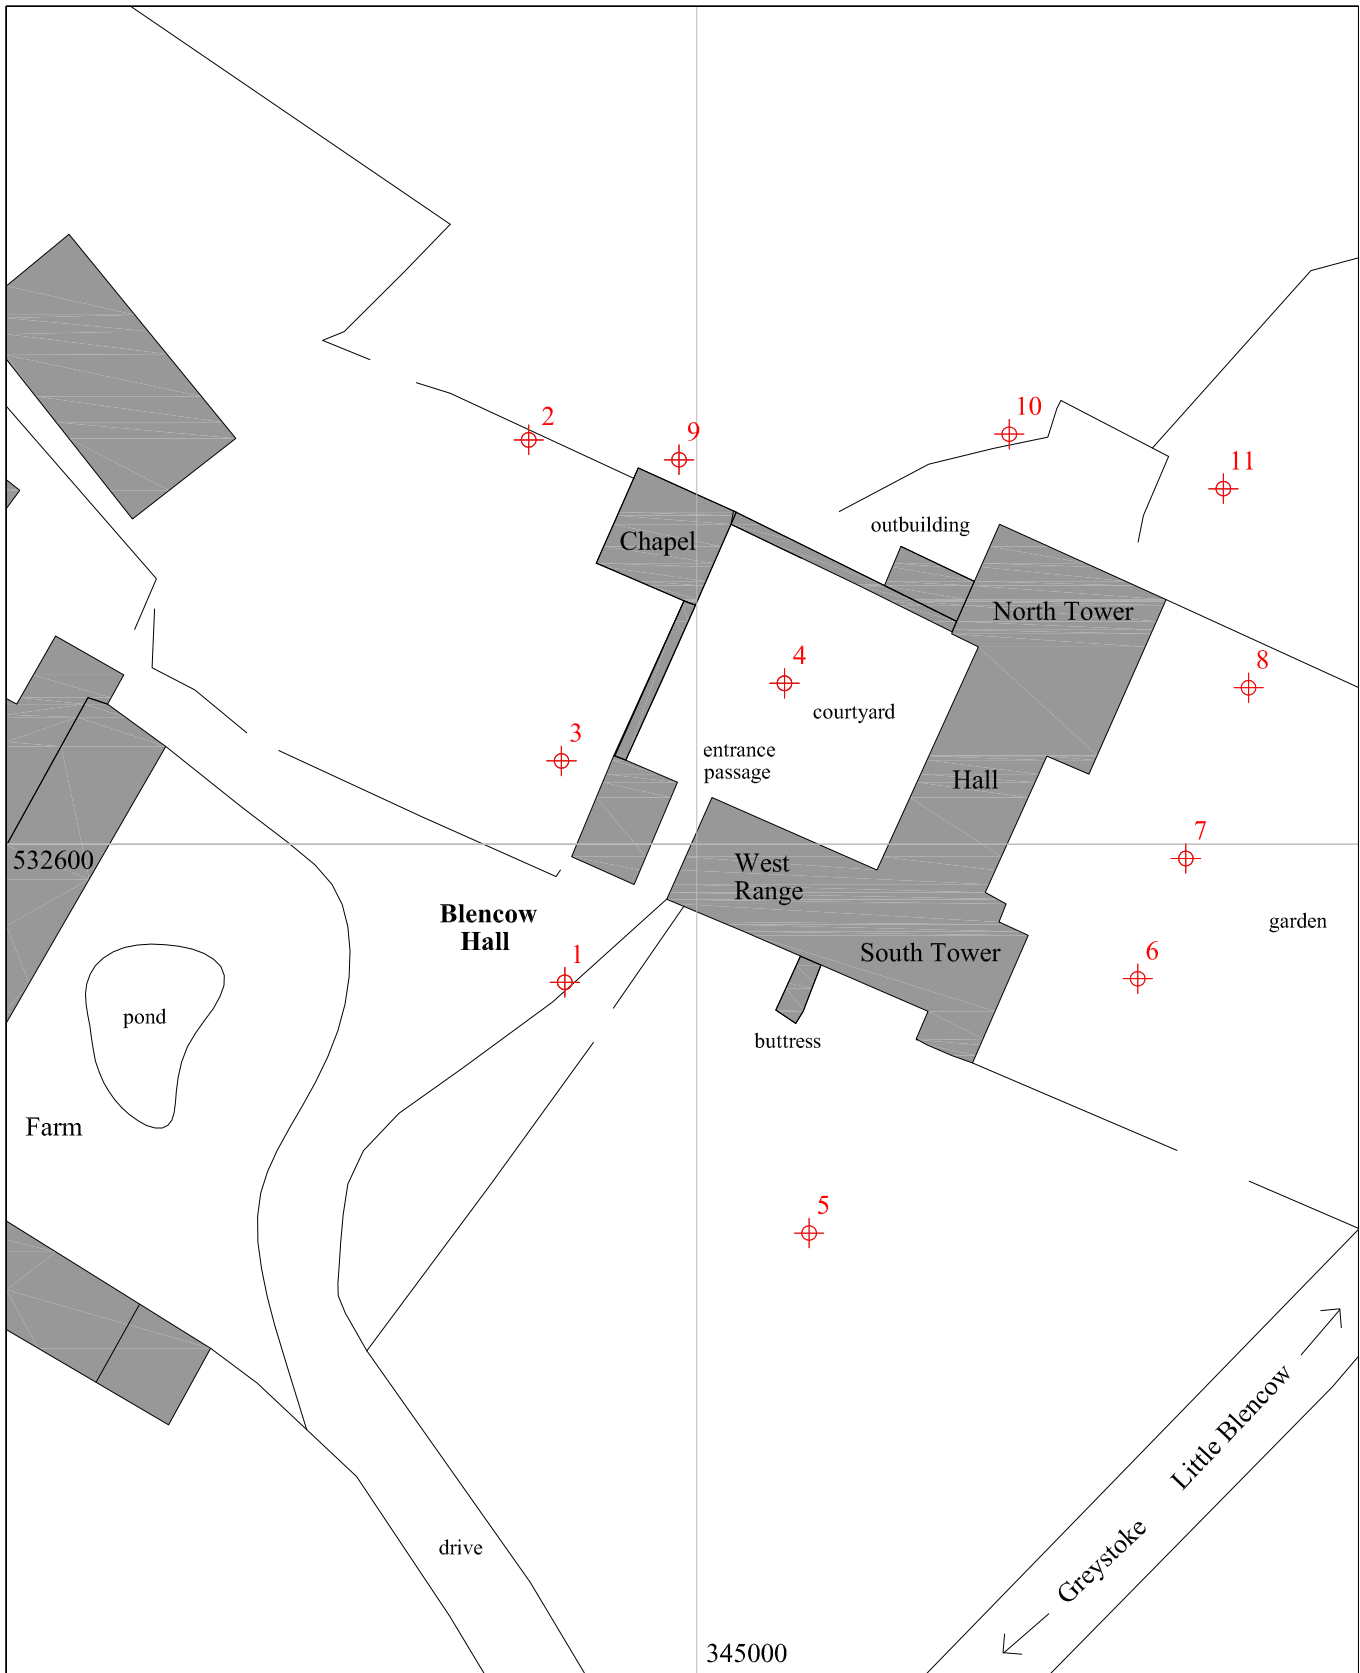 2
9
10
11
outbuilding
Chapel
North Tower
4
8
courtyard
3
entrance
passage
Hall
7
532600
West
Range
Blencow
Hall
garden
South Tower
1
6
pond
buttress
Farm
5
Little Blencow
Greystoke
drive
345000